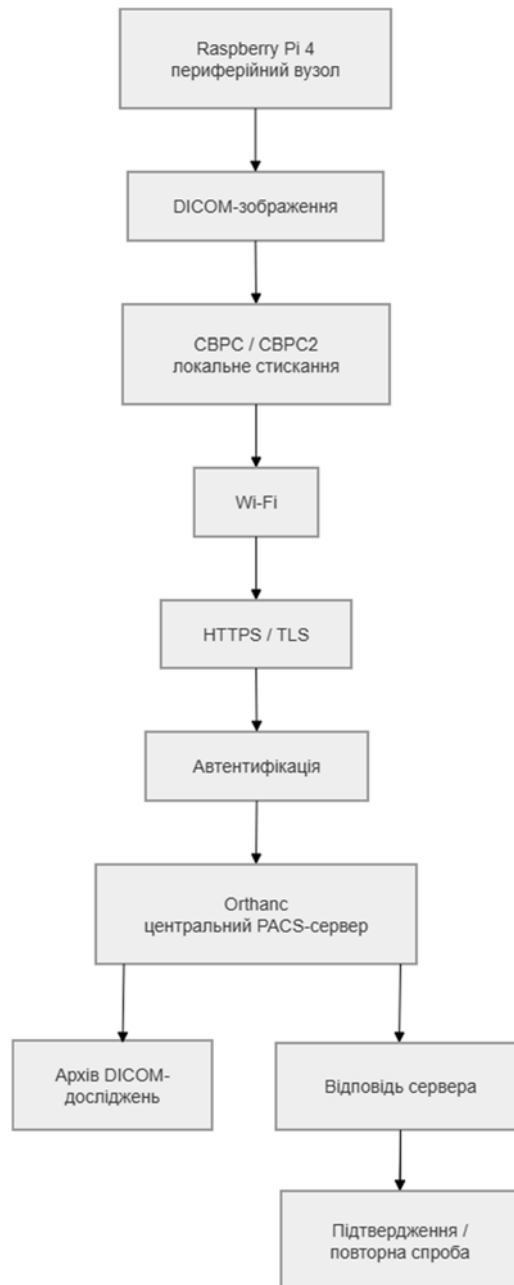 Raspberry Pi 4
периферійний вузол
DICOM-зображення
CBPC / CBPC2
локальне стискання
Wi-Fi
HTTPS / TLS
Автентифікація
Orthanc
центральний PACS-сервер
Архів DICOM-
досліджень
Відповідь сервера
Підтвердження /
повторна спроба